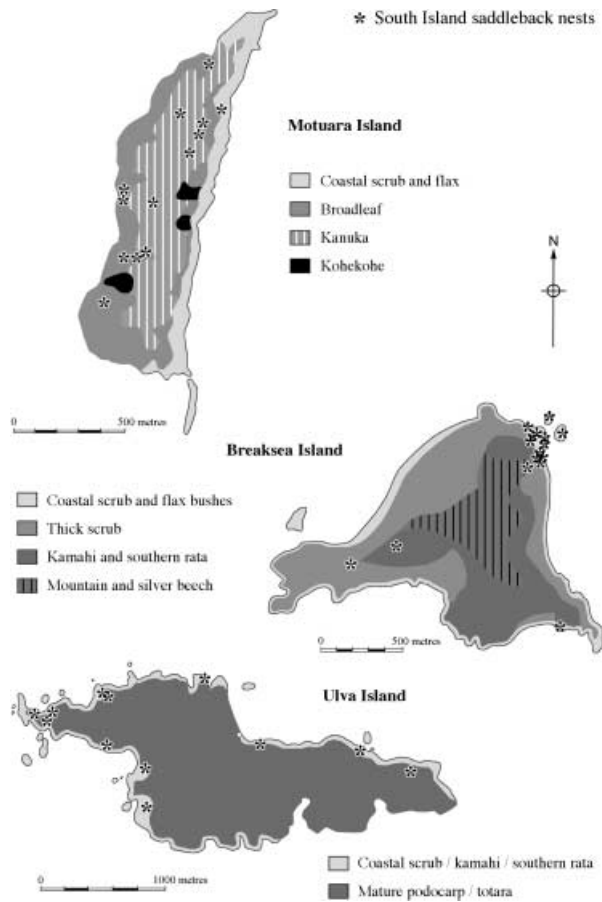 * South Island saddleback nests
Motuara Island
Coastal scrub and flax
Broadleaf
Kanuka
Kohekohe
N
0 500 metres
Breaksea Island
Coastal scrub and flax bushes
Thick scrub
Kamahi and southern rata
Mountain and silver beech
0 500 metres
Ulva Island
0 1000 metres
Coastal scrub / kamahi / southern rata
Mature podocarp / totara